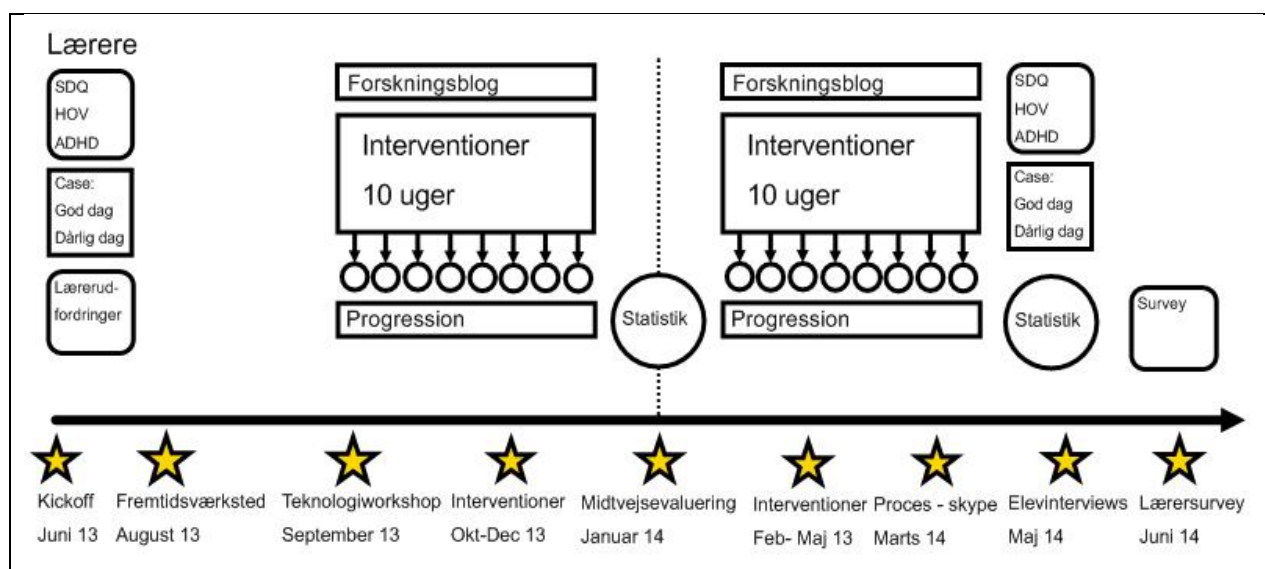 Lærere
SDQ
HOV
ADHD
Case:
God dag
Dårlig dag
Lærerud-
fordringer
Forskningsblog
Interventioner
10 uger
Progression
Statistik
Forskningsblog
Interventioner
10 uger
Progression
SDQ
HOV
ADHD
Case:
God dag
Dårlig dag
Statistik
Survey
Kickoff
Juni 13
Fremtidsværksted
August 13
Teknologiworkshop
September 13
Interventioner
Okt-Dec 13
Midtvejsevaluering
Januar 14
Interventioner
Feb- Maj 13
Proces - skype
Marts 14
Elevinterviews
Maj 14
Lærersurvey
Juni 14